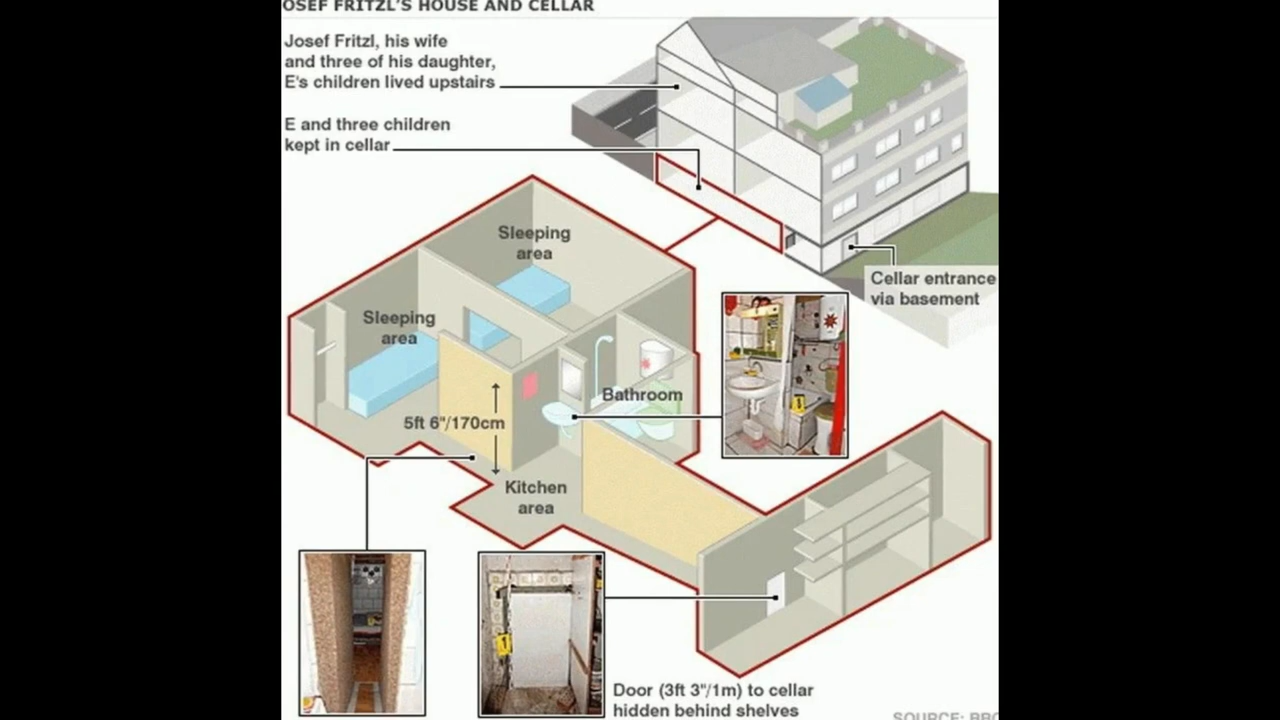 OSEF FRITZL'S HOUSE AND CELLAR
Josef Fritzl, his wife
and three of his daughter,
E's children lived upstairs
E and three children
kept in cellar
Cellar entrance
via basement
Sleeping
area
Sleeping
area
Bathroom
5ft 6"/170cm
Kitchen
area
Door (3ft 3"/1m) to cellar
hidden behind shelves
SOURCE: BBC